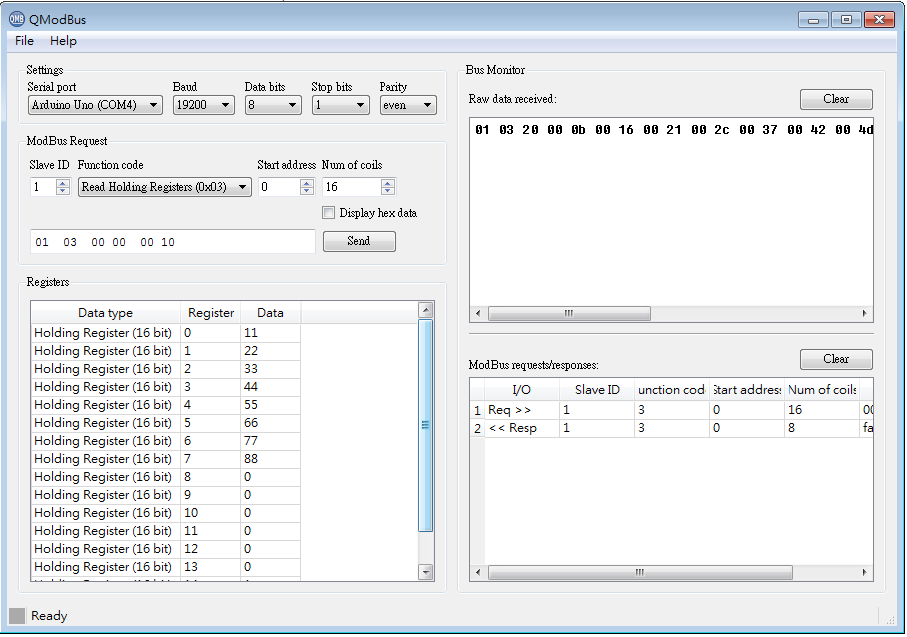 QModBus
File Help
Settings
Serial port Baud Data bits Stop bits Parity
Arduino Uno (COM4) 19200 8 1 even
ModBus Request
Slave ID Function code Start address Num of coils
1 Read Holding Registers (0x03) 0 16
Display hex data
01 03 00 00 00 10 Send
Registers
Data type Register Data
Holding Register (16 bit) 0 11
Holding Register (16 bit) 1 22
Holding Register (16 bit) 2 33
Holding Register (16 bit) 3 44
Holding Register (16 bit) 4 55
Holding Register (16 bit) 5 66
Holding Register (16 bit) 6 77
Holding Register (16 bit) 7 88
Holding Register (16 bit) 8 0
Holding Register (16 bit) 9 0
Holding Register (16 bit) 10 0
Holding Register (16 bit) 11 0
Holding Register (16 bit) 12 0
Holding Register (16 bit) 13 0
Bus Monitor
Raw data received: Clear
01 03 20 00 0b 00 16 00 21 00 2c 00 37 00 42 00 4d
ModBus requests/responses: Clear
I/O Slave ID unction cod Start address Num of coils
1 Req >> 1 3 0 16 00
2 << Resp 1 3 0 8 fa
Ready